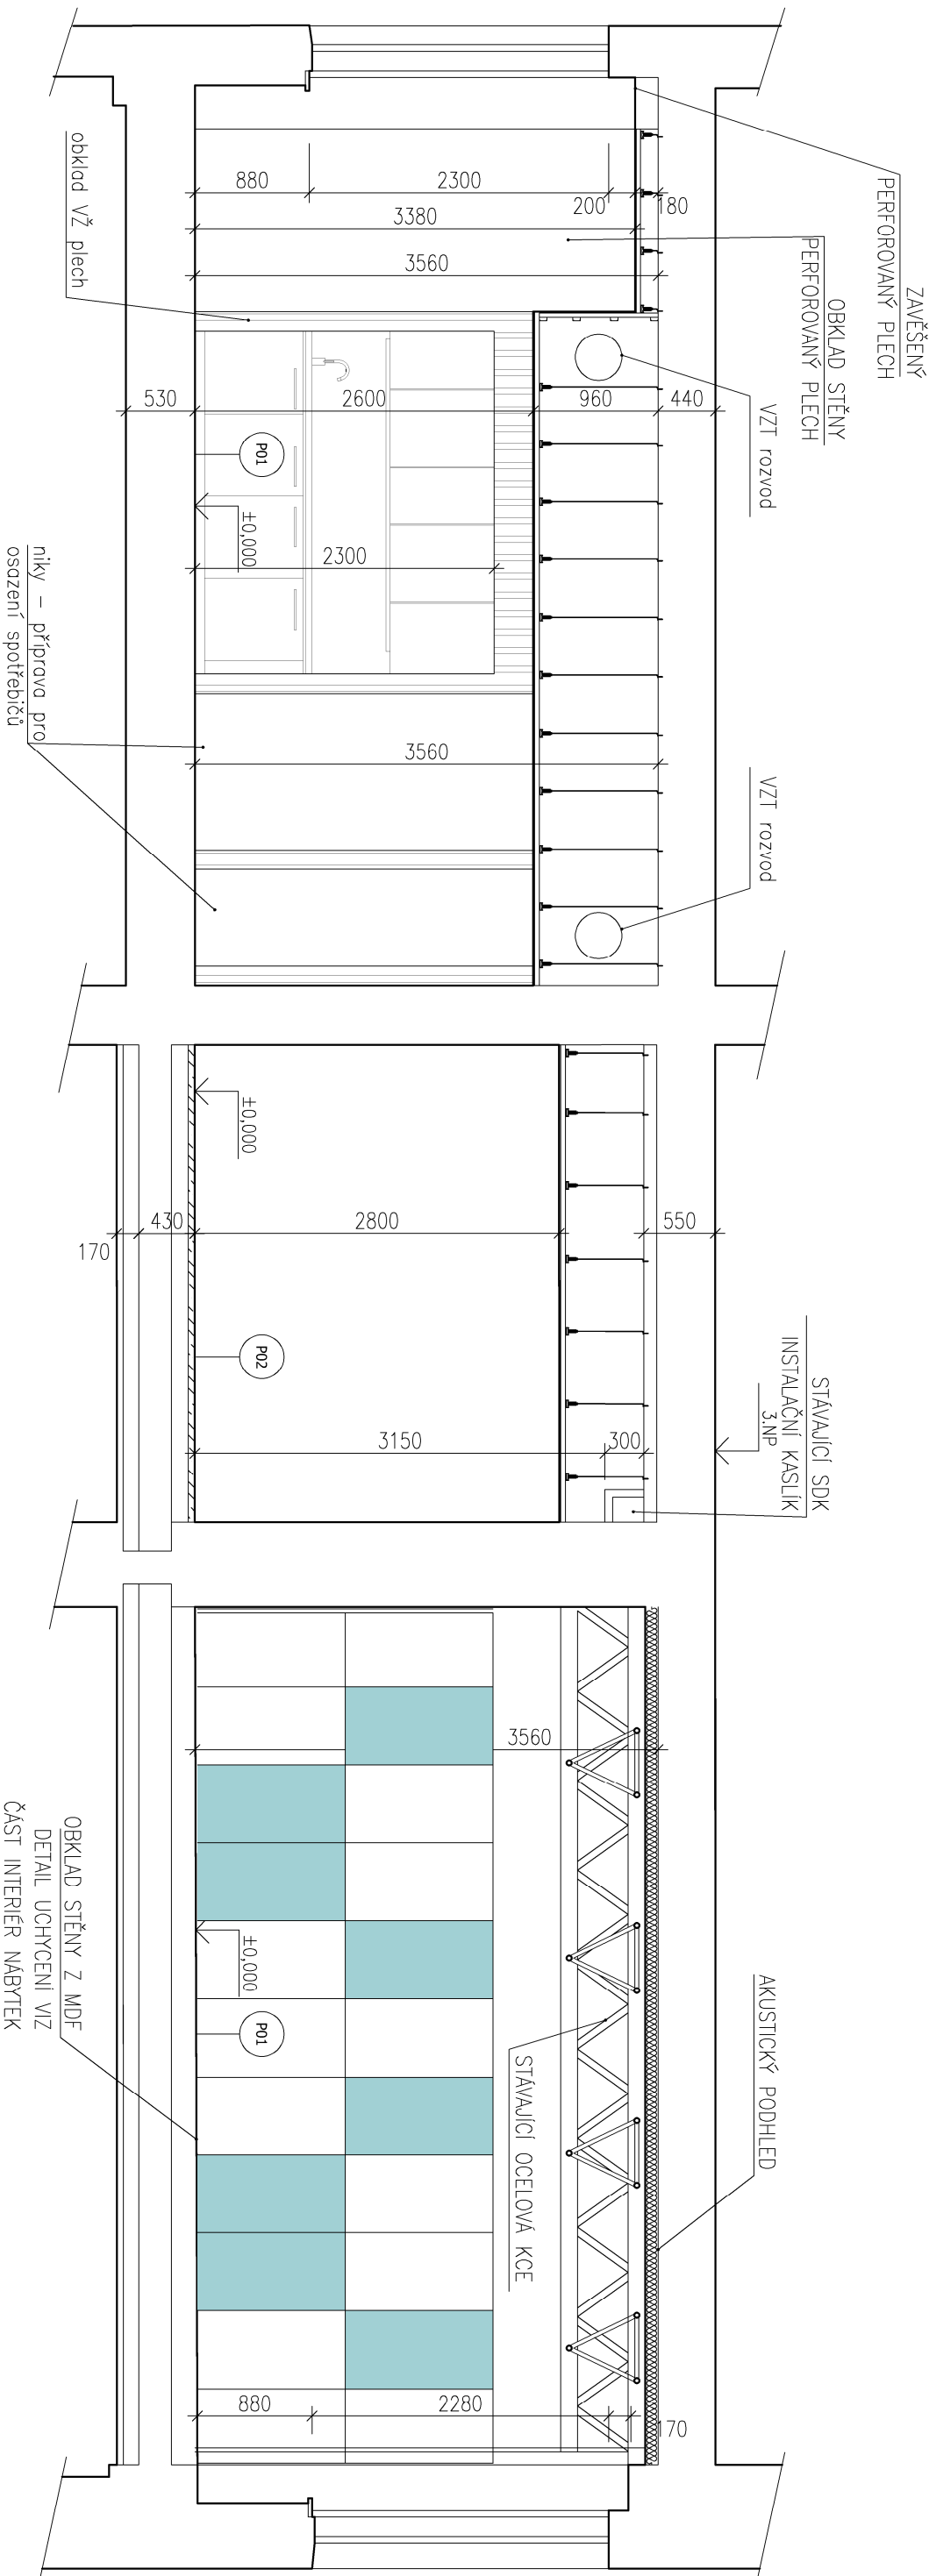 ZAVĚŠENÝ
PERFOROVANÝ PLECH
OBKLAD STĚNY
PERFOROVANÝ PLECH
VZT rozvod
VZT rozvod
880
2300
200
180
3380
3560
obklad VŽ plech
530
2600
960
440
P01
±0,000
2300
3560
niky – příprava pro
osazení spotřebičů
±0,000
170
430
2800
550
P02
3150
300
STÁVAJÍCÍ SDK
INSTALAČNÍ KASLÍK
3.NP
3560
±0,000
P01
STÁVAJÍCÍ OCELOVÁ KCE
AKUSTICKÝ PODHLED
OBKLAD STĚNY Z MDF
DETAIL UCHYCENÍ VIZ
ČÁST INTERIÉR NÁBYTEK
880
2280
170